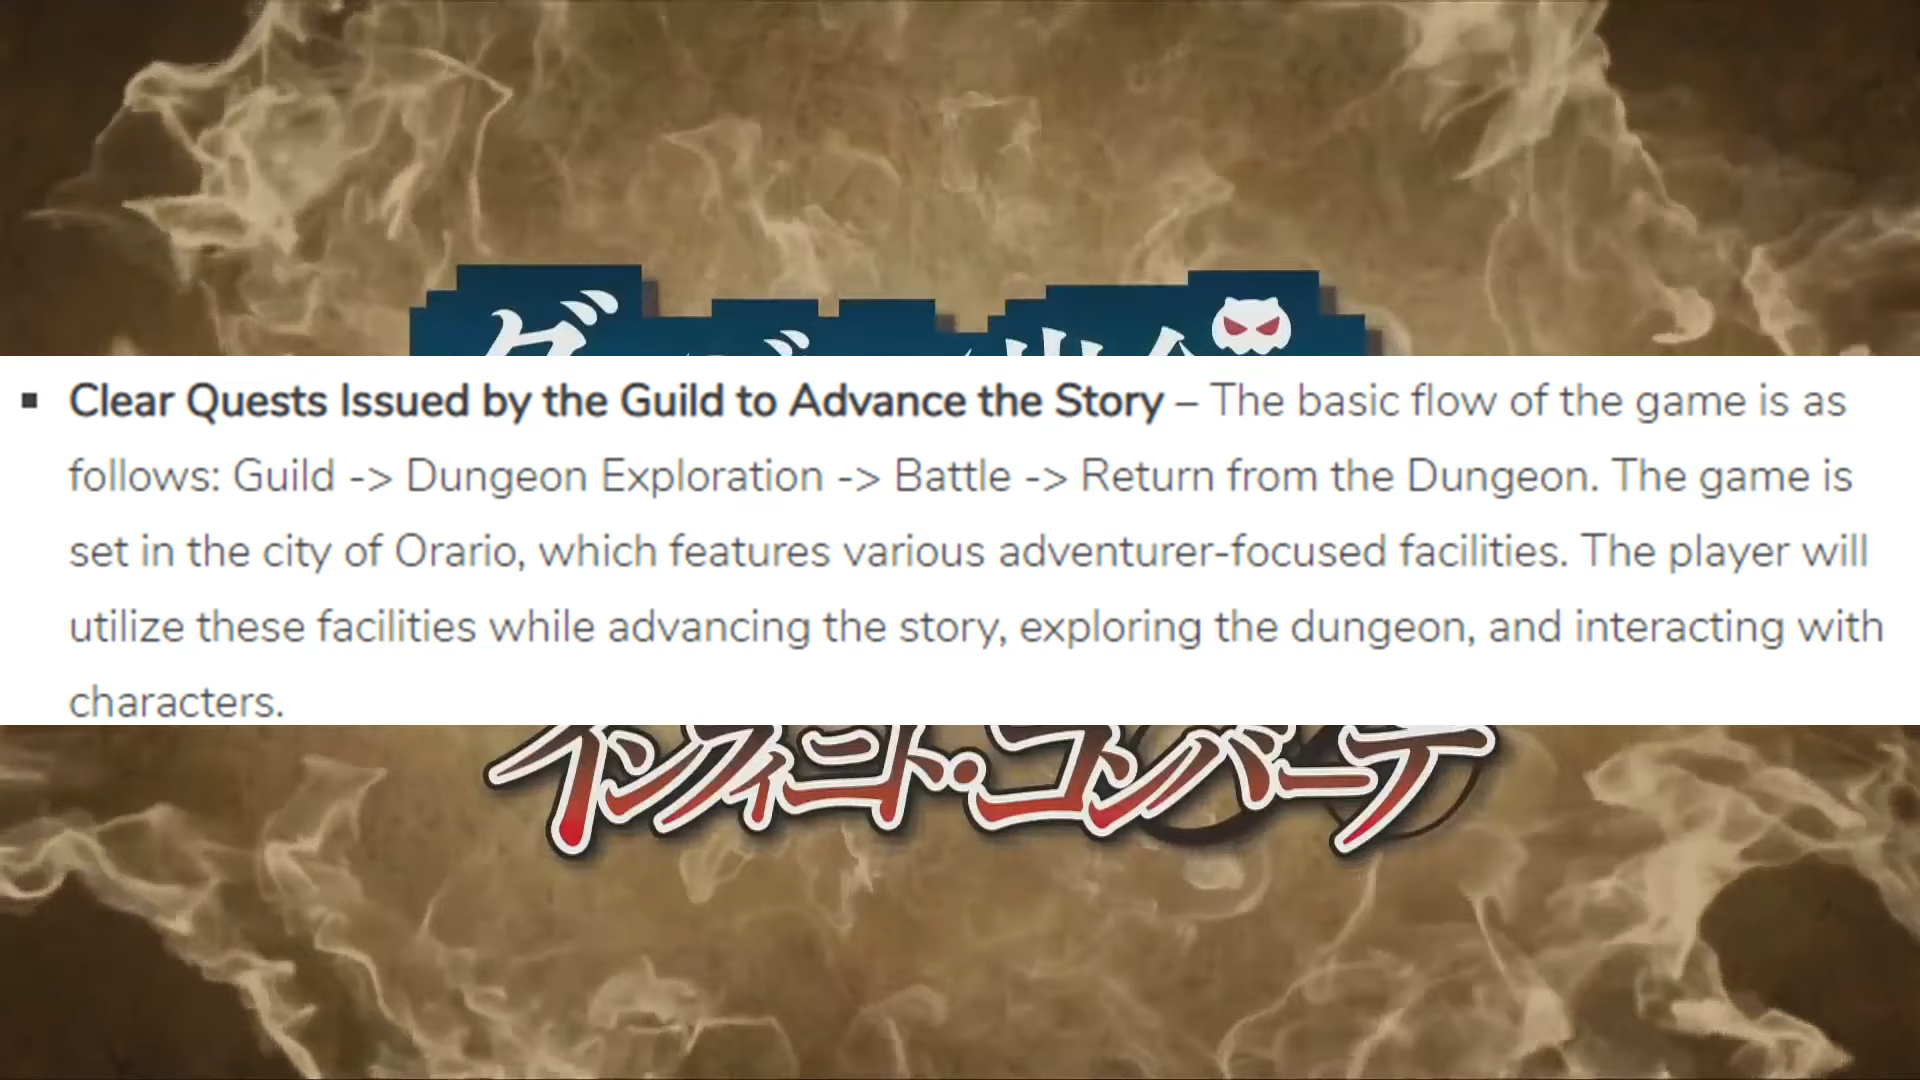 ▪ Clear Quests Issued by the Guild to Advance the Story – The basic flow of the game is as
follows: Guild -> Dungeon Exploration -> Battle -> Return from the Dungeon. The game is
set in the city of Orario, which features various adventurer-focused facilities. The player will
utilize these facilities while advancing the story, exploring the dungeon, and interacting with
characters.
インフィニト・コンバーテ